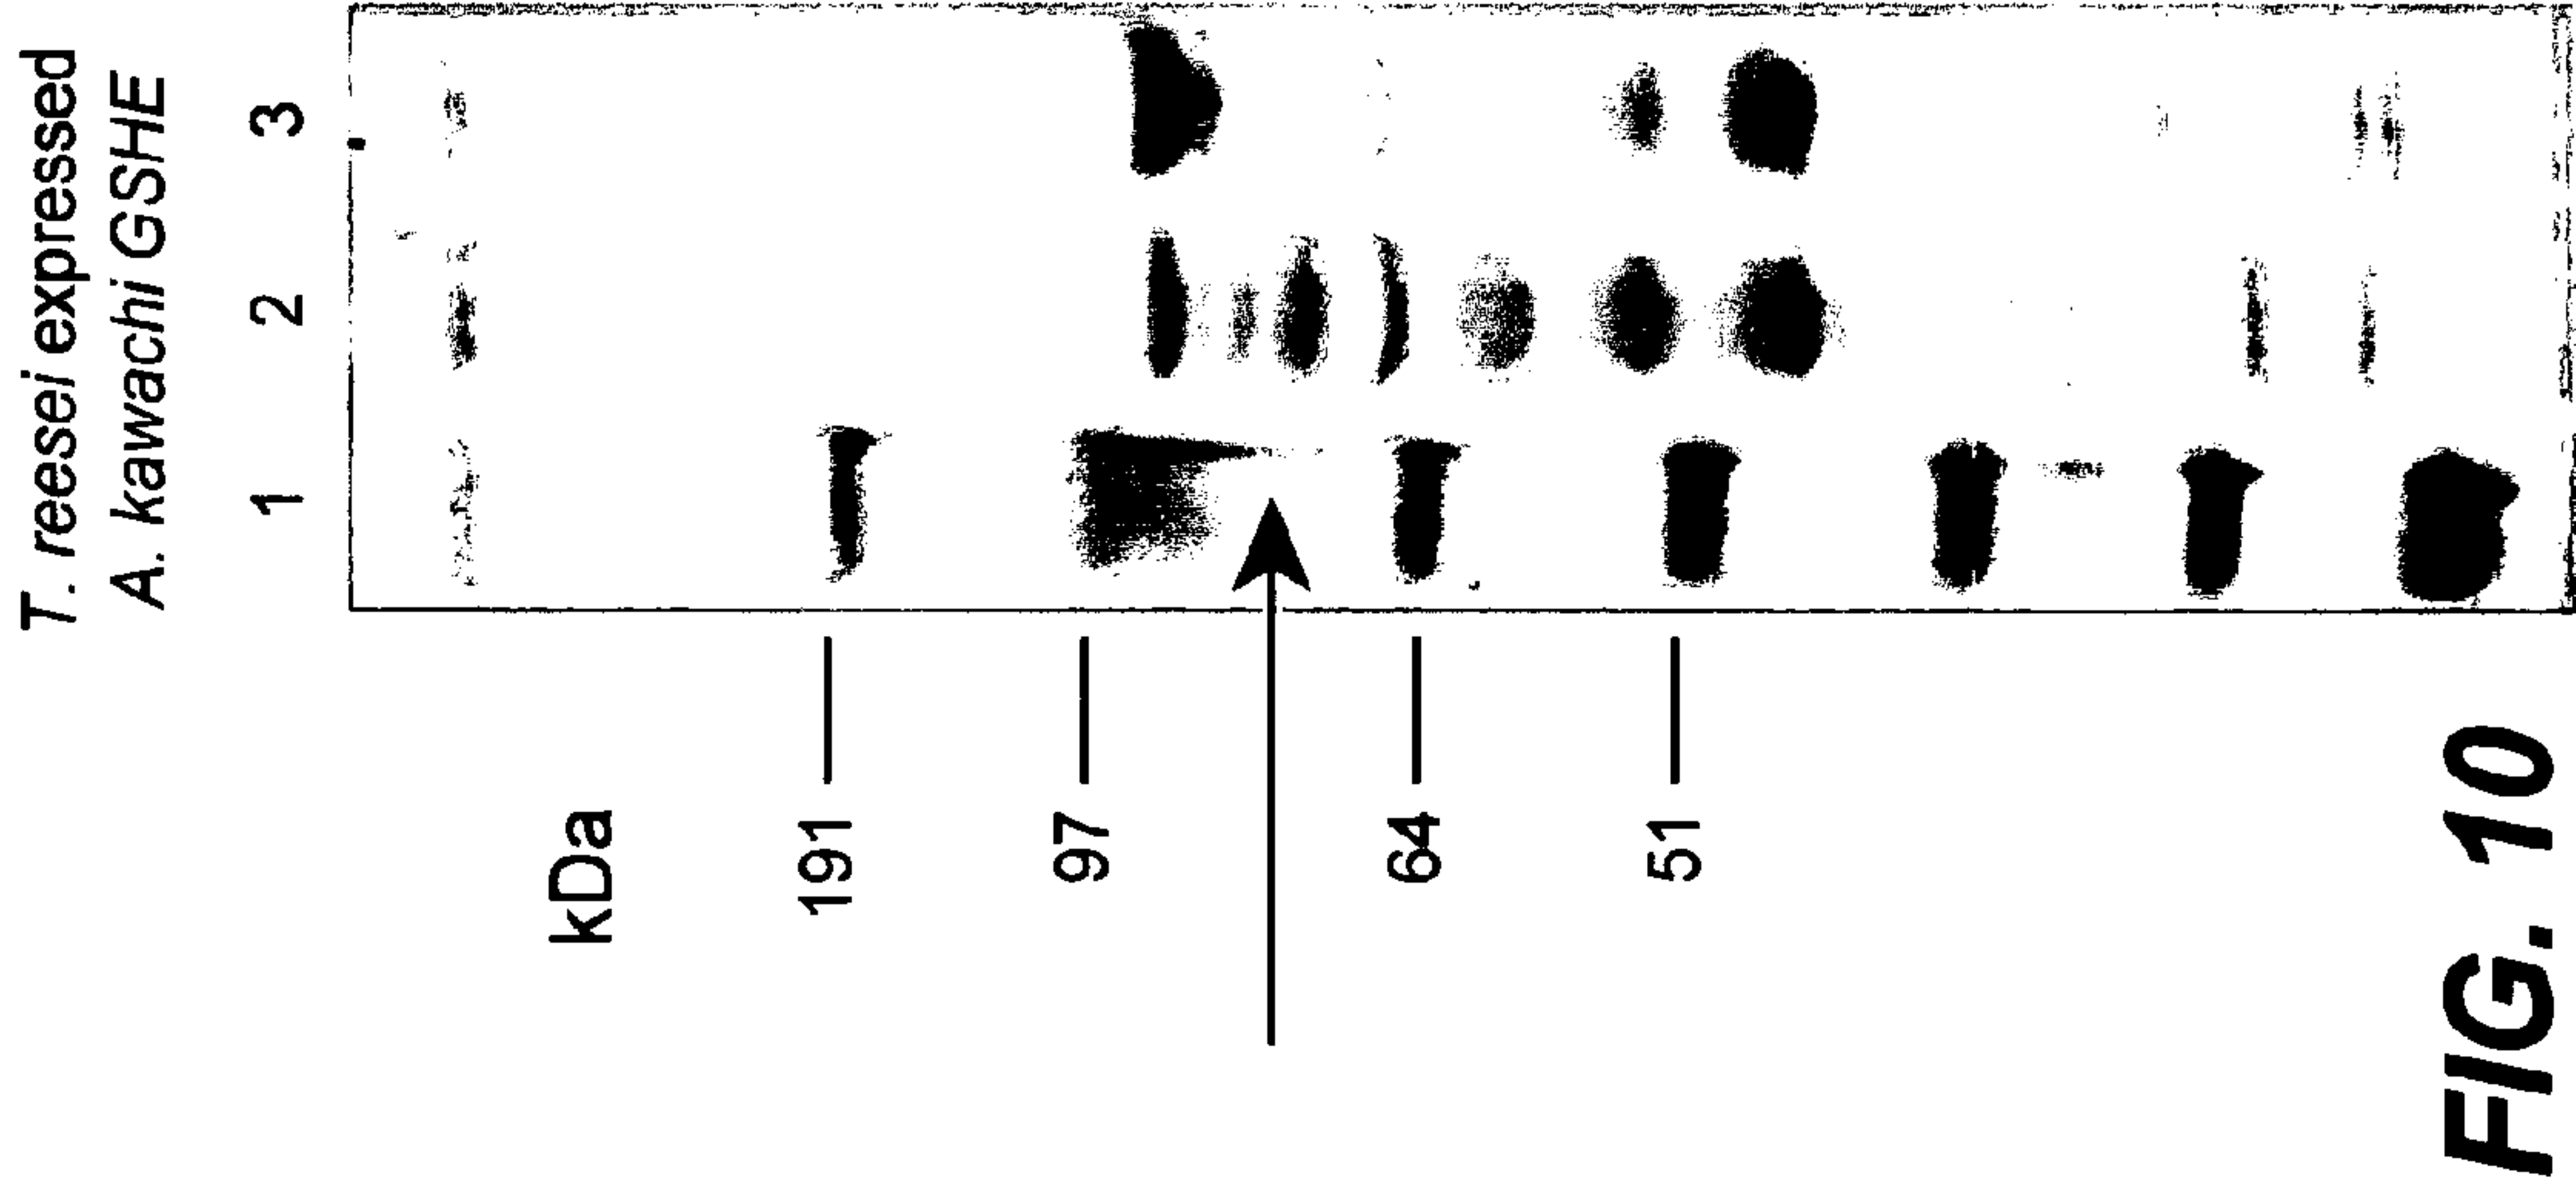 T. reesei expressed
A. kawachi GSHE
1 2 3
kDa
191
97
64
51
FIG. 10